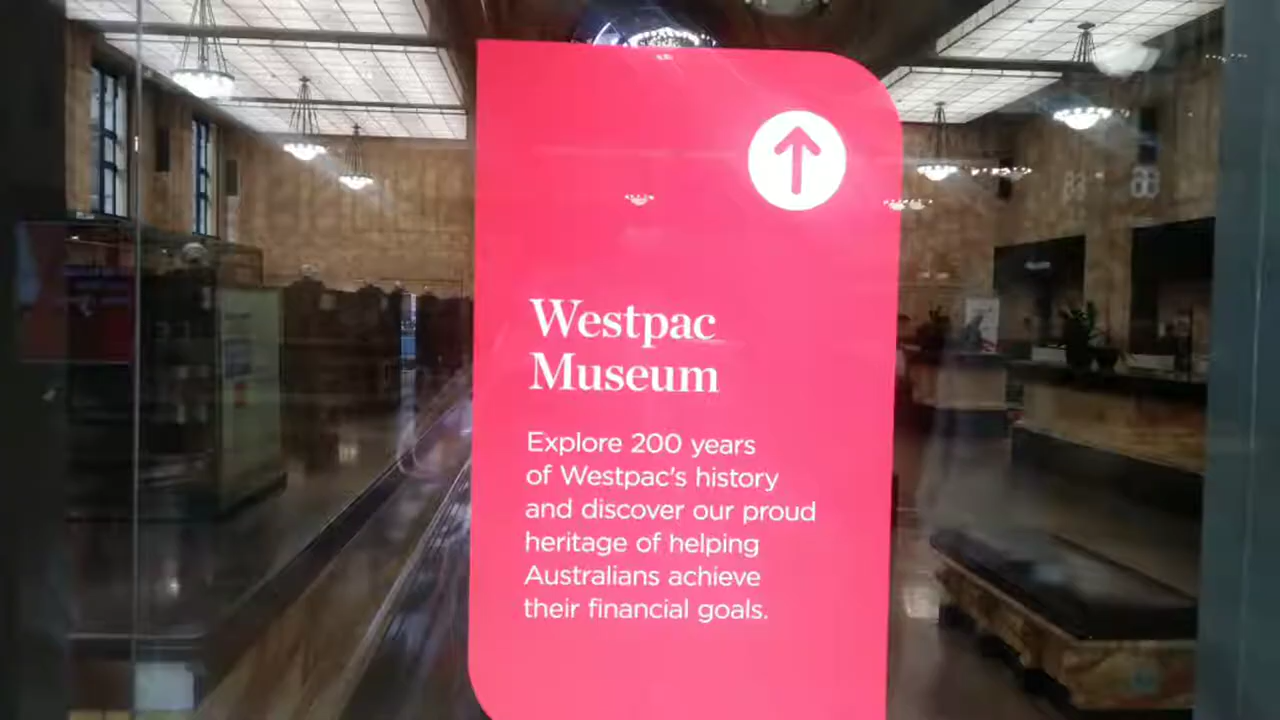 Westpac
Museum
Explore 200 years
of Westpac's history
and discover our proud
heritage of helping
Australians achieve
their financial goals.